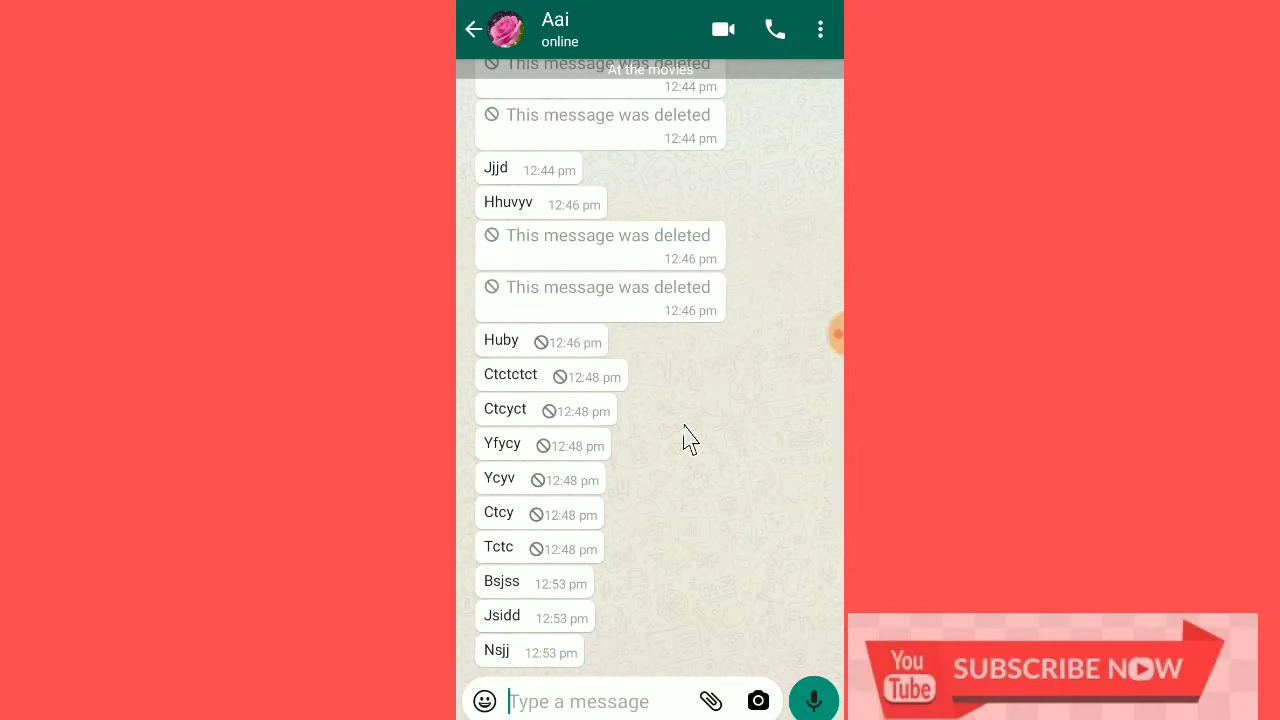 Aai
online
This message was deleted
At the movies
12:44 pm
This message was deleted
12:44 pm
Jjjd 12:44 pm
Hhuvyv 12:46 pm
This message was deleted
12:46 pm
This message was deleted
12:46 pm
Huby 12:46 pm
Ctctctct 12:48 pm
Ctcyct 12:48 pm
Yfycy 12:48 pm
Ycyv 12:48 pm
Ctcy 12:48 pm
Tctc 12:48 pm
Bsjss 12:53 pm
Jsidd 12:53 pm
Nsjj 12:53 pm
Type a message
You
Tube
SUBSCRIBE NOW